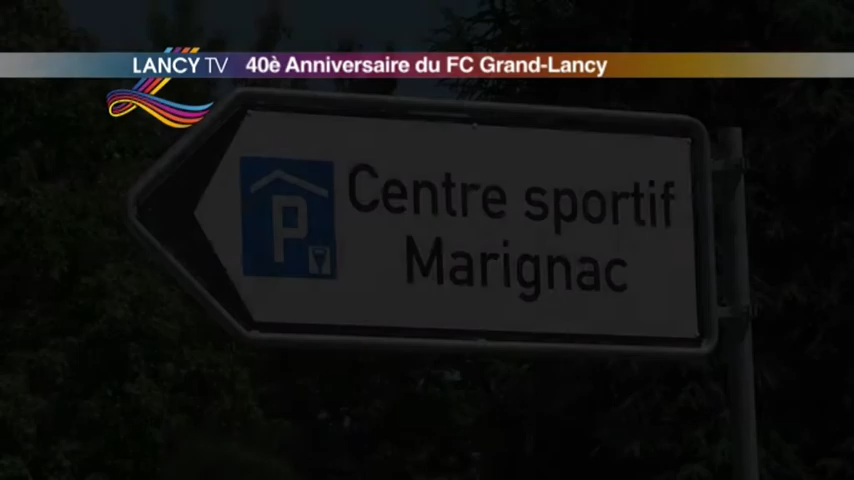 LANCY TV 40è Anniversaire du FC Grand-Lancy
P Centre sportif
Marignac